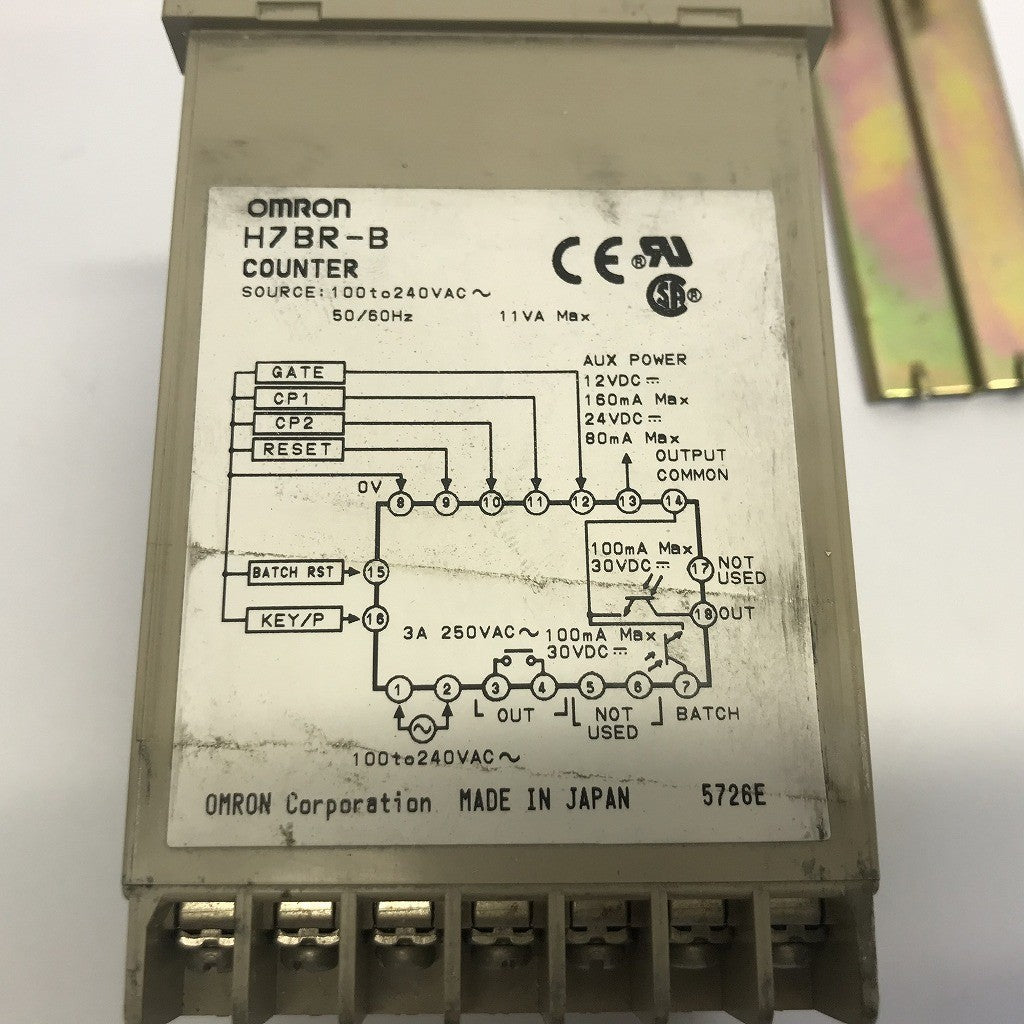 OMRON
H7BR-B
COUNTER
SOURCE:100to240VAC~
50/60Hz 11VA Max
CE ® UR
SA ®
AUX POWER
12VDC⎓
160mA Max
24VDC⎓
80mA Max
GATE
CP1
CP2
RESET
OUTPUT
COMMON
0V
8 9 10 11 12 13 14
100mA Max
30VDC⎓
17 NOT
USED
BATCH RST 15
KEY/P 16
18 OUT
3A 250VAC~ 100mA Max
30VDC⎓
1 2 3 4 5 6 7
OUT NOT
USED
BATCH
100to240VAC~
OMRON Corporation MADE IN JAPAN 5726E